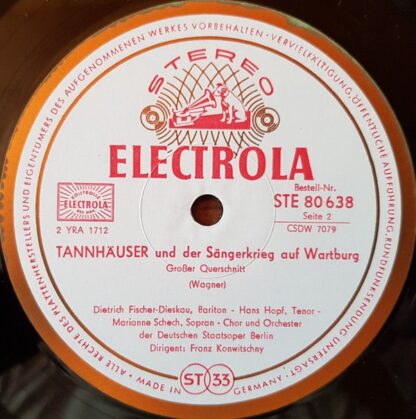 ALLE RECHTE DES PLATTENHERSTELLERS UND EIGENTÜMERS DES AUFGENOMMENEN WERKES VORBEHALTEN · VERVIELFÄLTIGUNG, ÖFFENTLICHE AUFFÜHRUNG, RUNDFUNKSENDUNG UNTERSAGT ·
STEREO
ELECTROLA
Bestell-Nr.
STE 80 638
Seite 2
CSDW 7079
ELECTROLA
2 YRA 1712
TANNHÄUSER und der Sängerkrieg auf Wartburg
Großer Querschnitt
(Wagner)
Dietrich Fischer-Dieskau, Bariton - Hans Hopf, Tenor -
Marianne Schech, Sopran - Chor und Orchester
der Deutschen Staatsoper Berlin
Dirigent: Franz Konwitschny
MADE IN GERMANY
ST 33